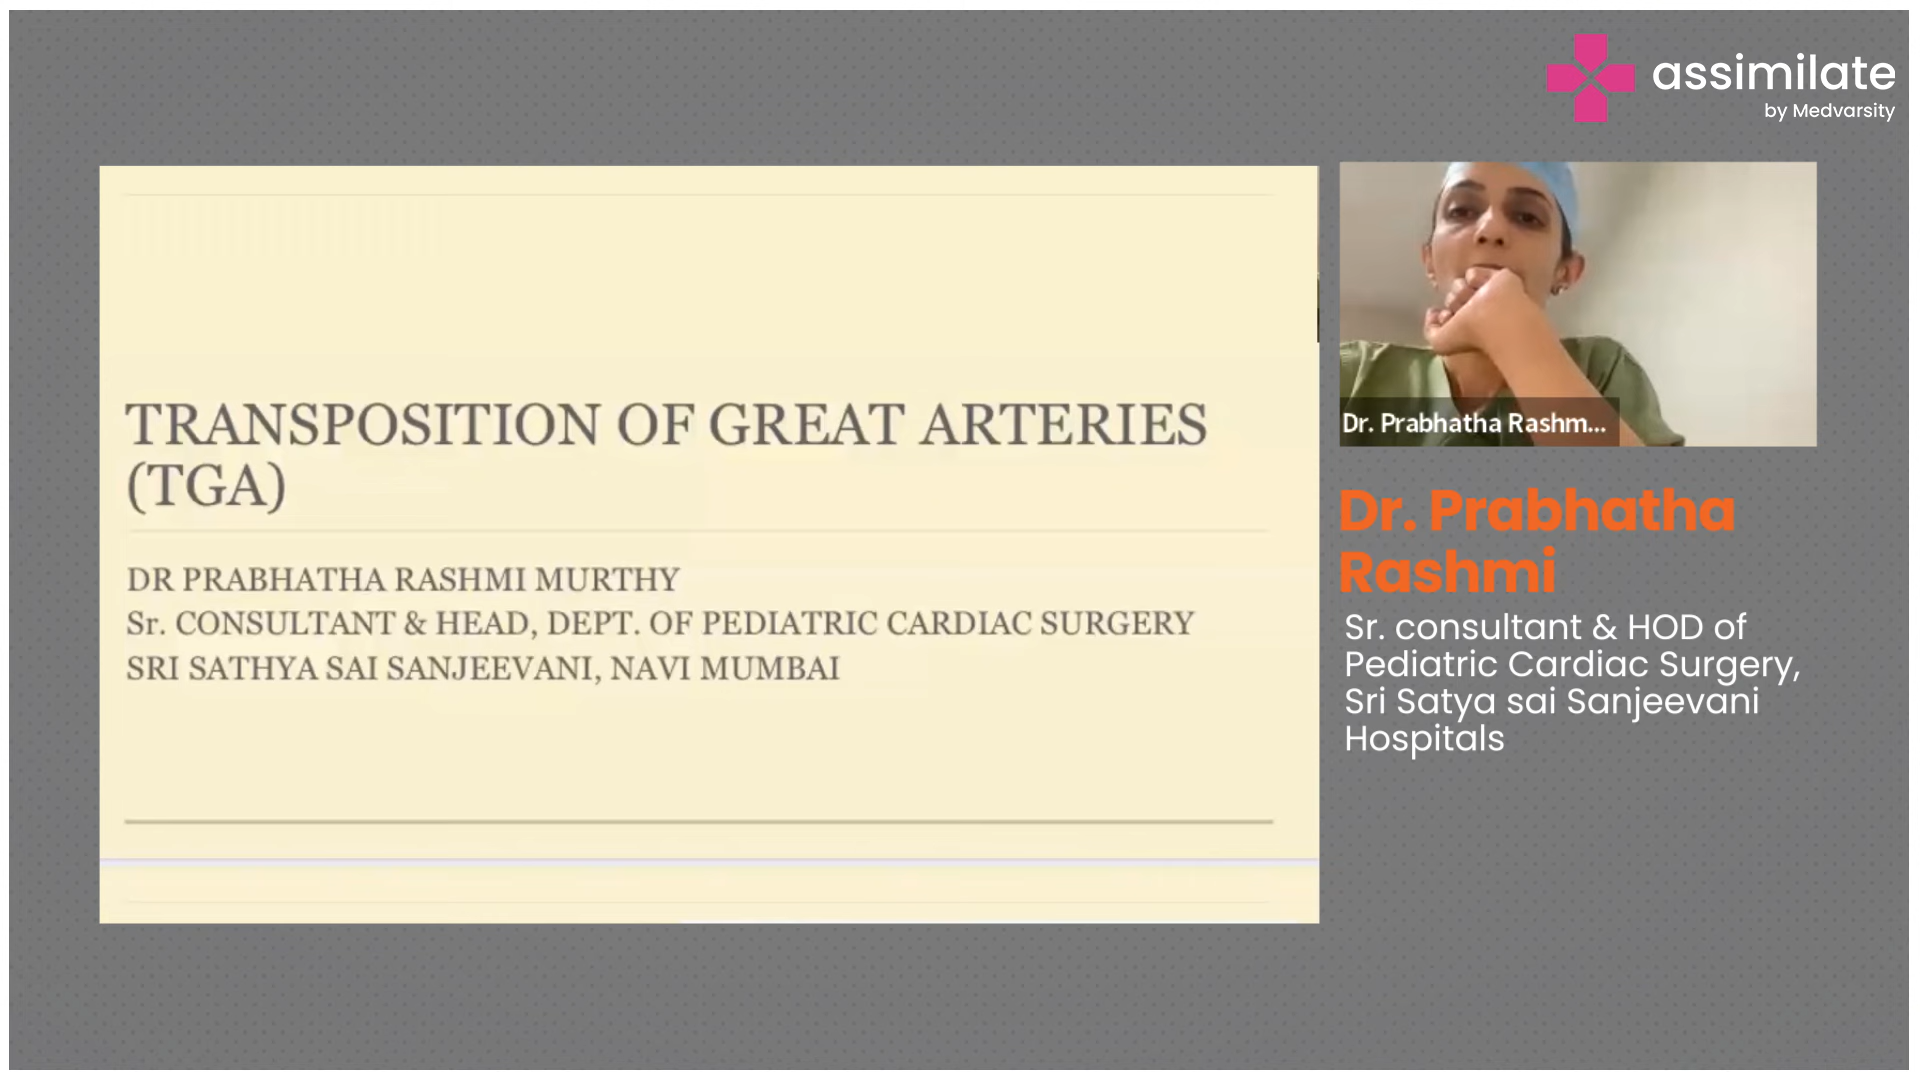 assimilate
by Medvarsity
TRANSPOSITION OF GREAT ARTERIES
(TGA)
DR PRABHATHA RASHMI MURTHY
Sr. CONSULTANT & HEAD, DEPT. OF PEDIATRIC CARDIAC SURGERY
SRI SATHYA SAI SANJEEVANI, NAVI MUMBAI
Dr. Prabhatha Rashm...
Dr. Prabhatha
Rashmi
Sr. consultant & HOD of
Pediatric Cardiac Surgery,
Sri Satya sai Sanjeevani
Hospitals